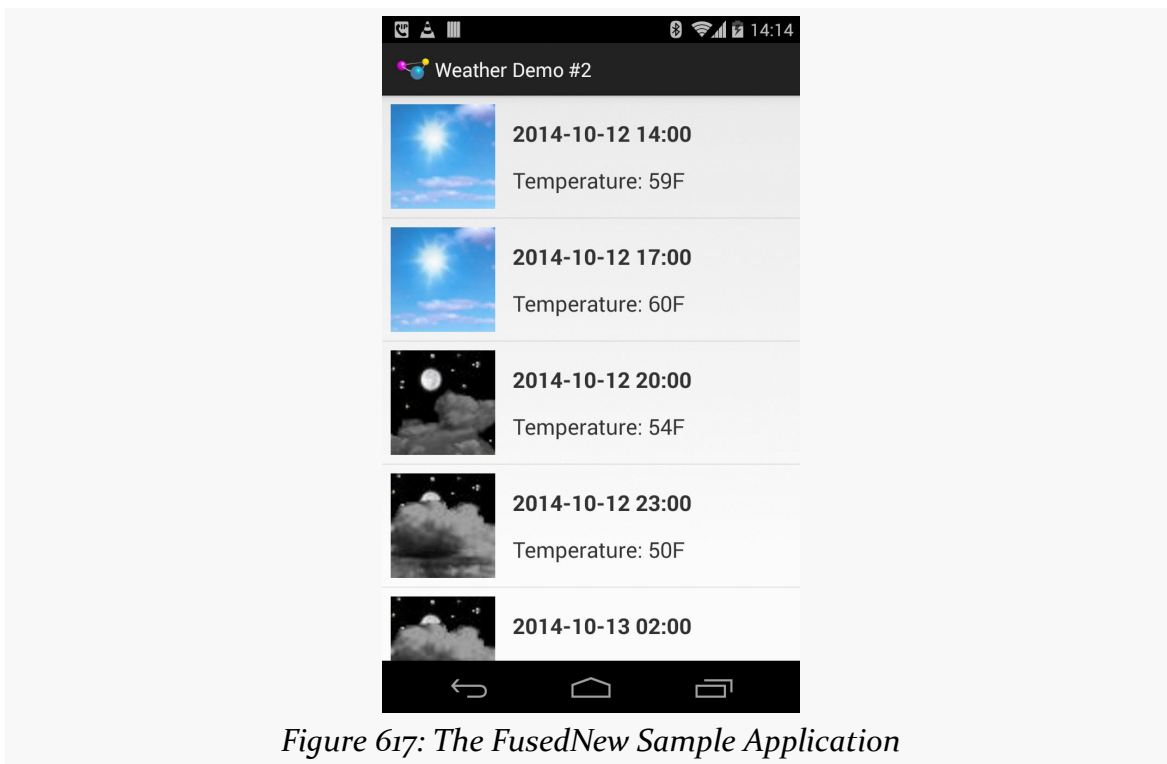 14:14
Weather Demo #2
2014-10-12 14:00
Temperature: 59F
2014-10-12 17:00
Temperature: 60F
2014-10-12 20:00
Temperature: 54F
2014-10-12 23:00
Temperature: 50F
2014-10-13 02:00
Figure 617: The FusedNew Sample Application